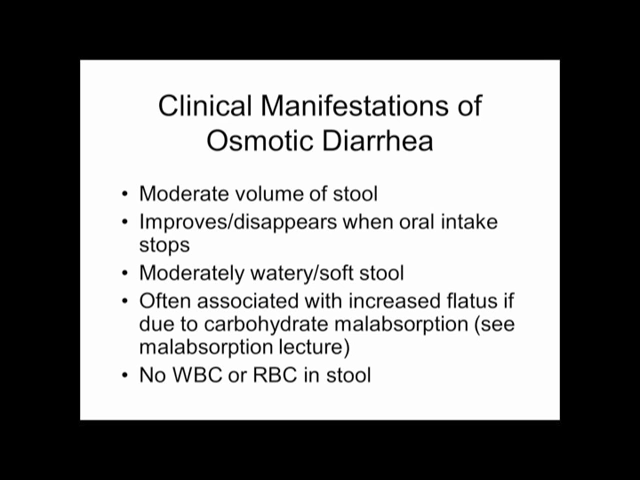 Clinical Manifestations of
Osmotic Diarrhea
• Moderate volume of stool
• Improves/disappears when oral intake
stops
• Moderately watery/soft stool
• Often associated with increased flatus if
due to carbohydrate malabsorption (see
malabsorption lecture)
• No WBC or RBC in stool